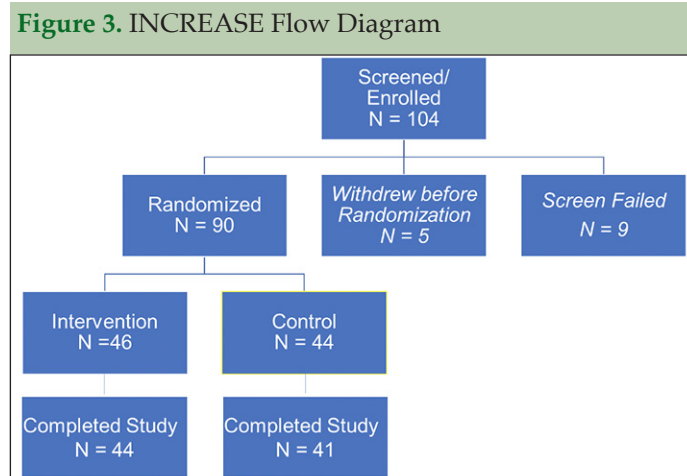 Figure 3. INCREASE Flow Diagram
Screened/
Enrolled
N = 104
Randomized
N = 90
Withdrew before
Randomization
N = 5
Screen Failed
N = 9
Intervention
N =46
Control
N = 44
Completed Study
N = 44
Completed Study
N = 41